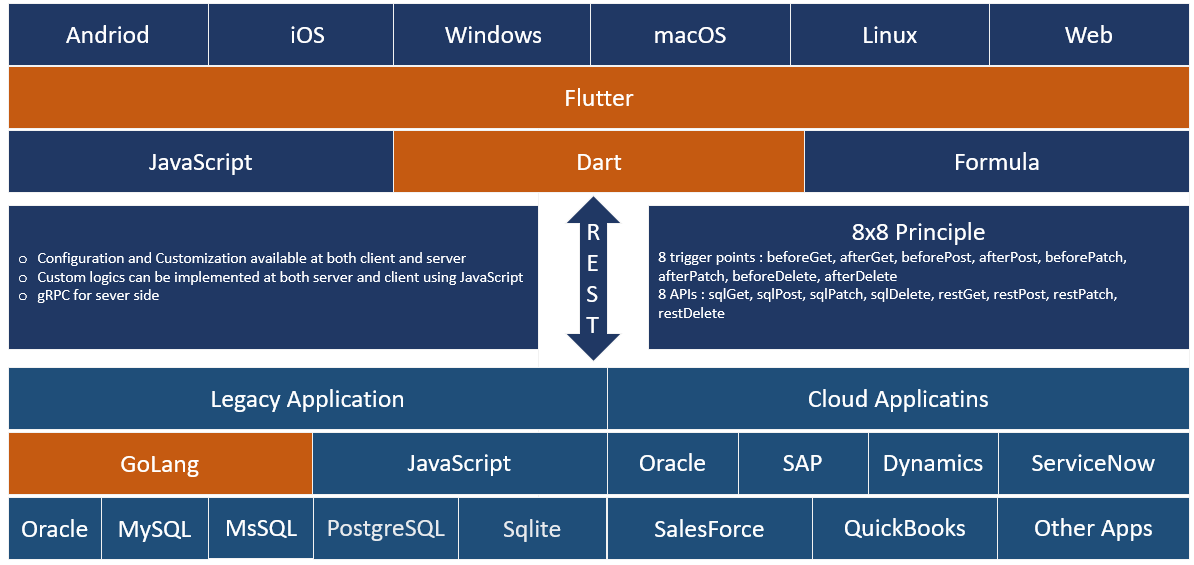 Andriod
iOS
Windows
macOS
Linux
Web
Flutter
JavaScript
Dart
Formula
o Configuration and Customization available at both client and server
o Custom logics can be implemented at both server and client using JavaScript
o gRPC for sever side
R
E
S
T
8x8 Principle
8 trigger points : beforeGet, afterGet, beforePost, afterPost, beforePatch,
afterPatch, beforeDelete, afterDelete
8 APIs : sqlGet, sqlPost, sqlPatch, sqlDelete, restGet, restPost, restPatch,
restDelete
Legacy Application
Cloud Applicatins
GoLang
JavaScript
Oracle
SAP
Dynamics
ServiceNow
Oracle
MySQL
MsSQL
PostgreSQL
Sqlite
SalesForce
QuickBooks
Other Apps